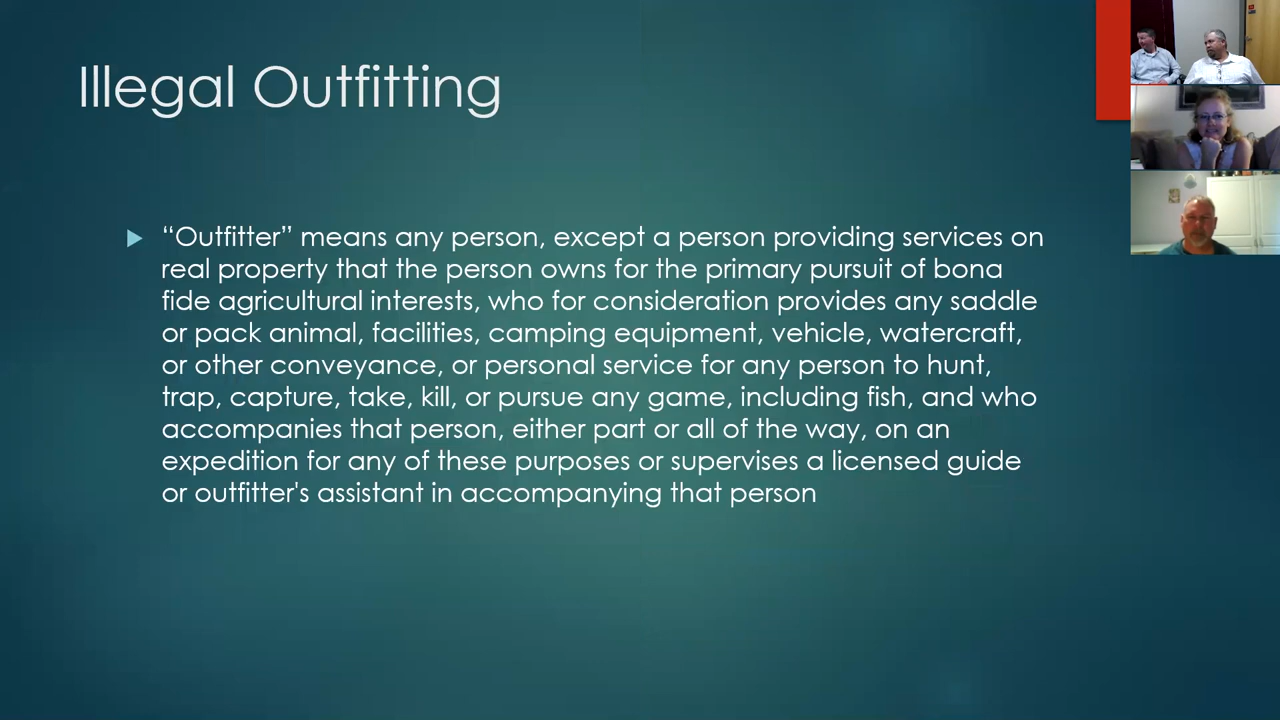 Illegal Outfitting
“Outfitter” means any person, except a person providing services on
real property that the person owns for the primary pursuit of bona
fide agricultural interests, who for consideration provides any saddle
or pack animal, facilities, camping equipment, vehicle, watercraft,
or other conveyance, or personal service for any person to hunt,
trap, capture, take, kill, or pursue any game, including fish, and who
accompanies that person, either part or all of the way, on an
expedition for any of these purposes or supervises a licensed guide
or outfitter's assistant in accompanying that person